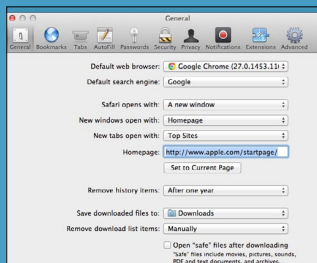 General
General Bookmarks Tabs AutoFill Passwords Security Privacy Notifications Extensions Advanced
Default web browser: Google Chrome (27.0.1453.11
Default search engine: Google
Safari opens with: A new window
New windows open with: Homepage
New tabs open with: Top Sites
Homepage: http://www.apple.com/startpage/
Set to Current Page
Remove history items: After one year
Save downloaded files to: Downloads
Remove download list items: Manually
Open "safe" files after downloading
"Safe" files include movies, pictures, sounds,
PDF and text documents, and archives.